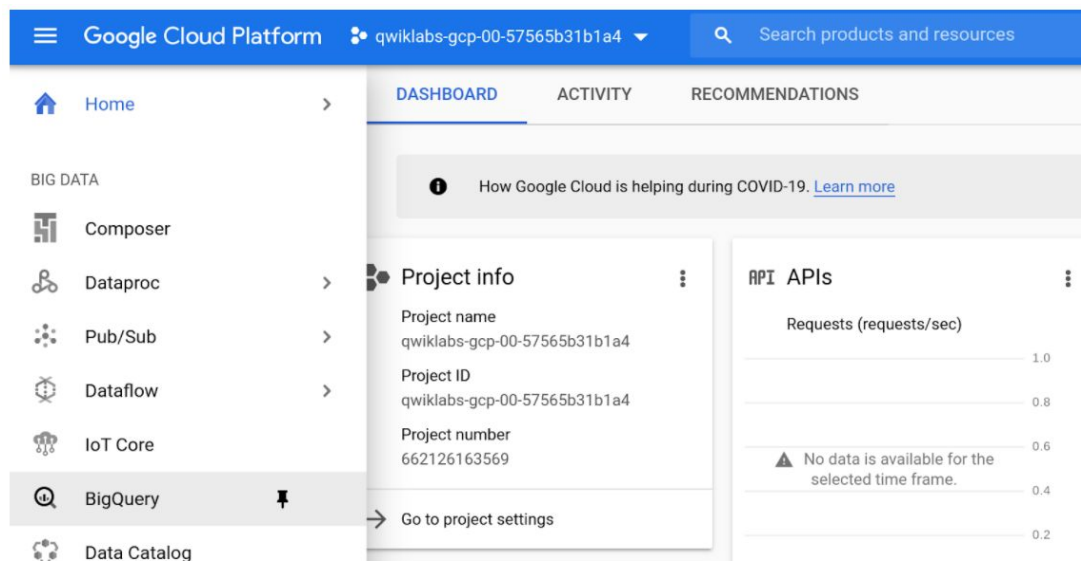 Google Cloud Platform
qwiklabs-gcp-00-57565b31b1a4
Search products and resources
Home
BIG DATA
Composer
Dataproc
Pub/Sub
Dataflow
IoT Core
BigQuery
Data Catalog
DASHBOARD
ACTIVITY
RECOMMENDATIONS
How Google Cloud is helping during COVID-19. Learn more
Project info
Project name
qwiklabs-gcp-00-57565b31b1a4
Project ID
qwiklabs-gcp-00-57565b31b1a4
Project number
662126163569
Go to project settings
API APIs
Requests (requests/sec)
1.0
0.8
0.6
No data is available for the
selected time frame.
0.4
0.2